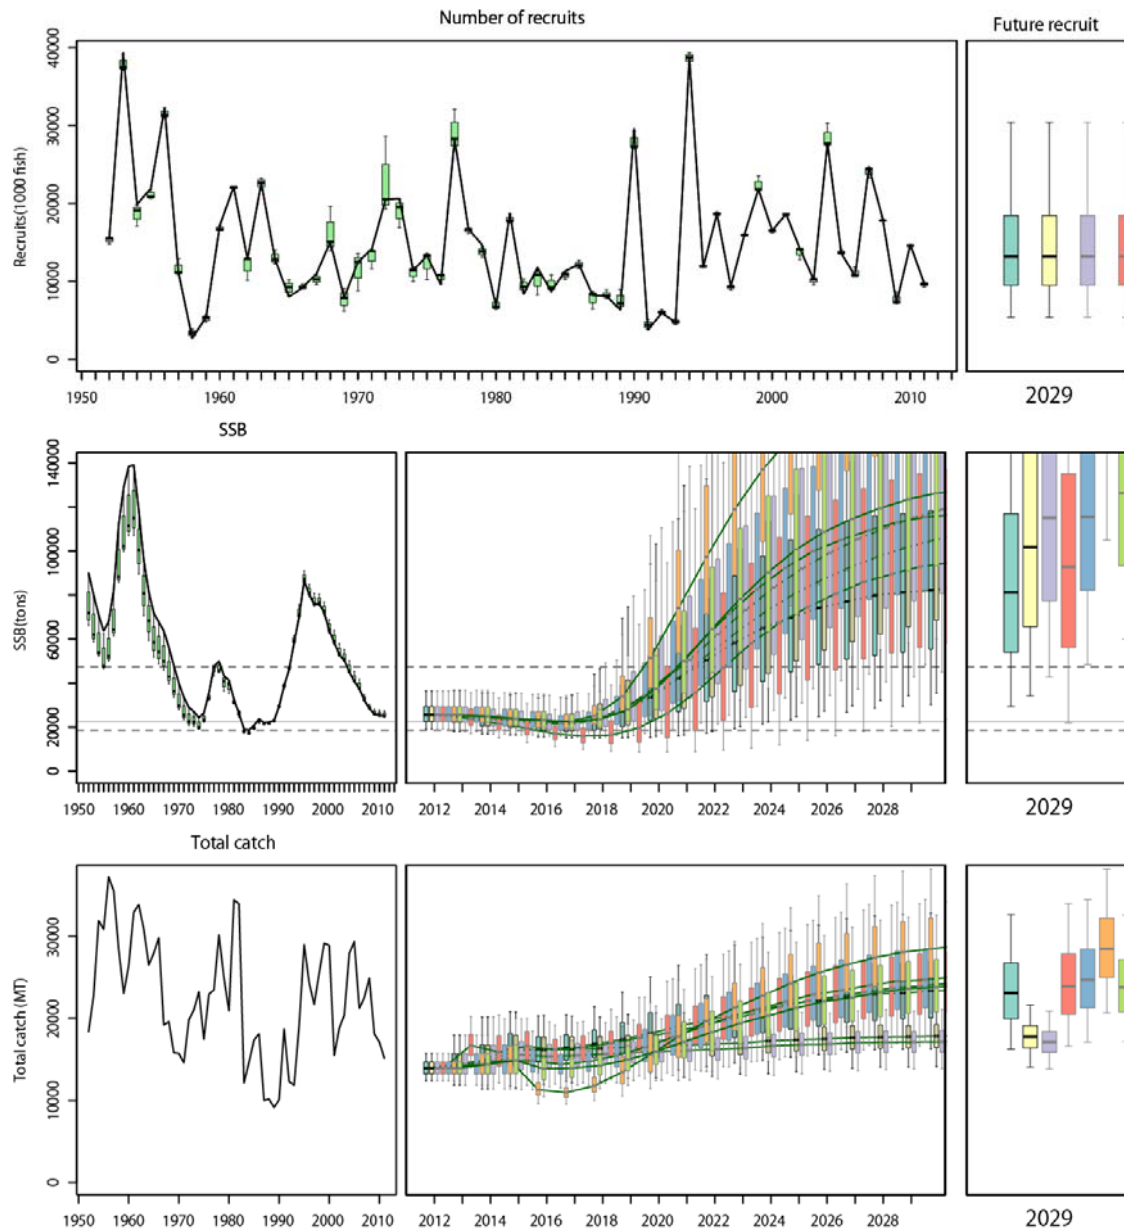 Number of recruits
Future recruit
Recruits(1000 fish)
0 10000 20000 30000 40000
1950 1960 1970 1980 1990 2000 2010
2029
SSB
SSB(tons)
0 20000 60000 100000 140000
1950 1960 1970 1980 1990 2000 2010
2012 2014 2016 2018 2020 2022 2024 2026 2028
2029
Total catch
Total catch (MT)
0 10000 20000 30000
1950 1960 1970 1980 1990 2000 2010
2012 2014 2016 2018 2020 2022 2024 2026 2028
2029